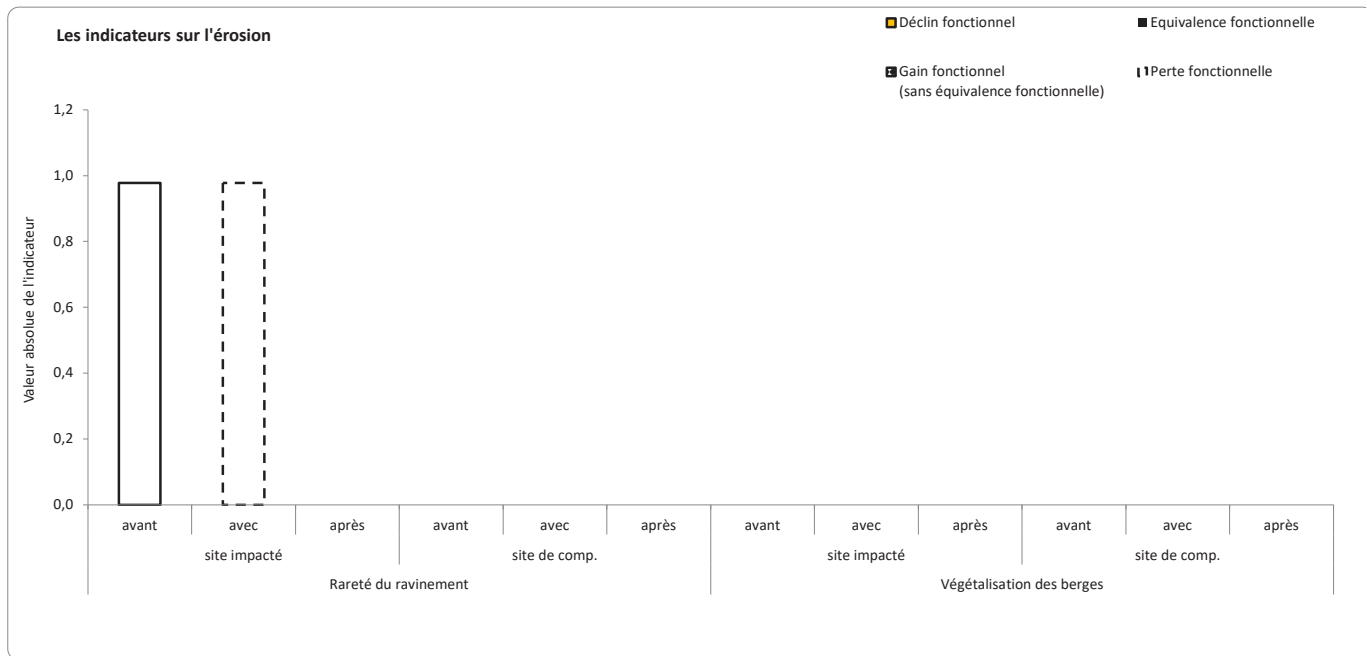 Les indicateurs sur l'érosion
Déclin fonctionnel
Equivalence fonctionnelle
Gain fonctionnel
(sans équivalence fonctionnelle)
Perte fonctionnelle
Valeur absolue de l'indicateur
1,2
1,0
0,8
0,6
0,4
0,2
0,0
avant avec après avant avec après avant avec après avant avec après
site impacté site de comp. site impacté site de comp.
Rareté du ravinement Végétalisation des berges